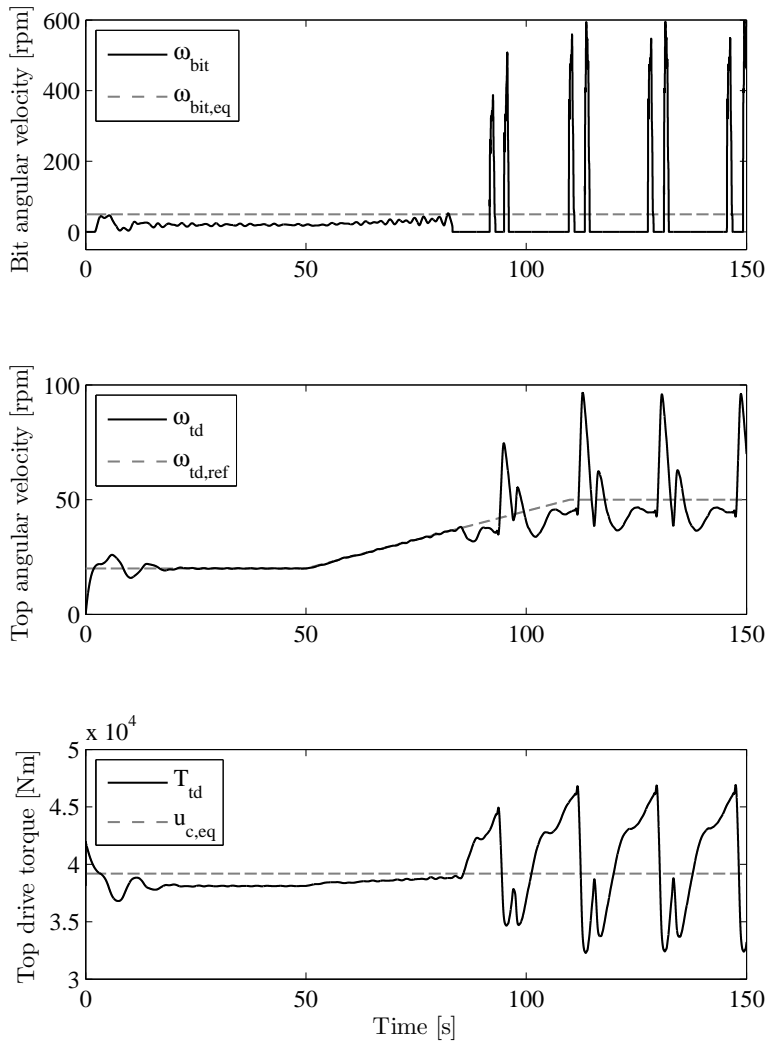 Bit angular velocity [rpm]
600
400
200
0
ω_bit
ω_bit,eq
0
50
100
150
Top angular velocity [rpm]
100
50
0
ω_td
ω_td,ref
0
50
100
150
x 10^4
Top drive torque [Nm]
5
4.5
4
3.5
3
T_td
u_c,eq
0
50
100
150
Time [s]